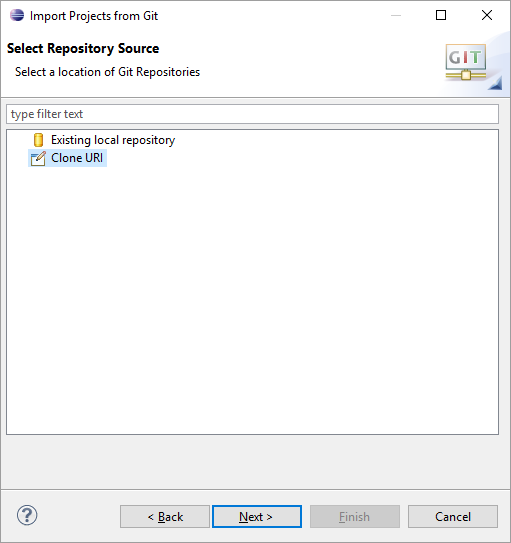 Import Projects from Git
Select Repository Source
Select a location of Git Repositories
GIT
type filter text
Existing local repository
Clone URI
?
< Back
Next >
Finish
Cancel